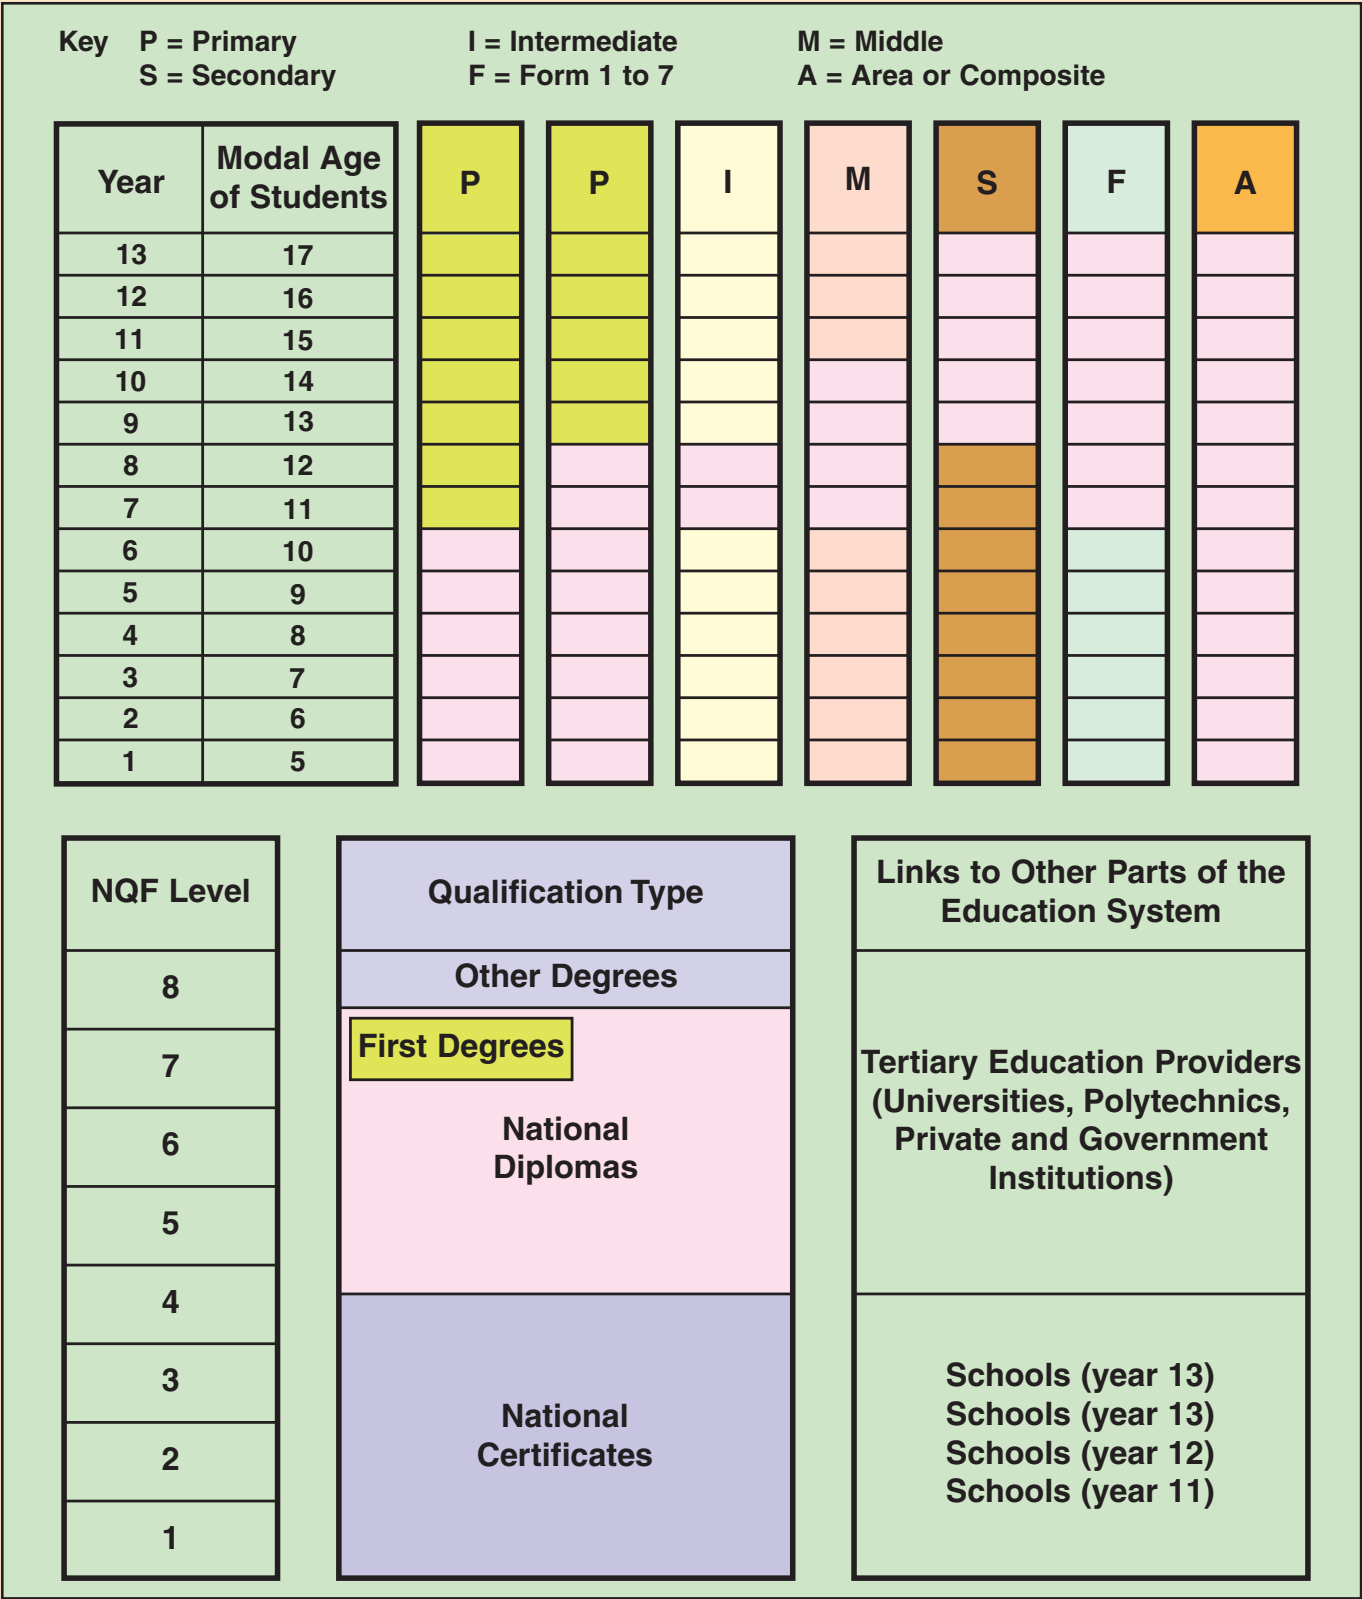 Key P = Primary I = Intermediate M = Middle
S = Secondary F = Form 1 to 7 A = Area or Composite
Year Modal Age of Students P P I M S F A
13 17
12 16
11 15
10 14
9 13
8 12
7 11
6 10
5 9
4 8
3 7
2 6
1 5
NQF Level
8
7
6
5
4
3
2
1
Qualification Type
Other Degrees
First Degrees
National
Diplomas
National
Certificates
Links to Other Parts of the
Education System
Tertiary Education Providers
(Universities, Polytechnics,
Private and Government
Institutions)
Schools (year 13)
Schools (year 13)
Schools (year 12)
Schools (year 11)